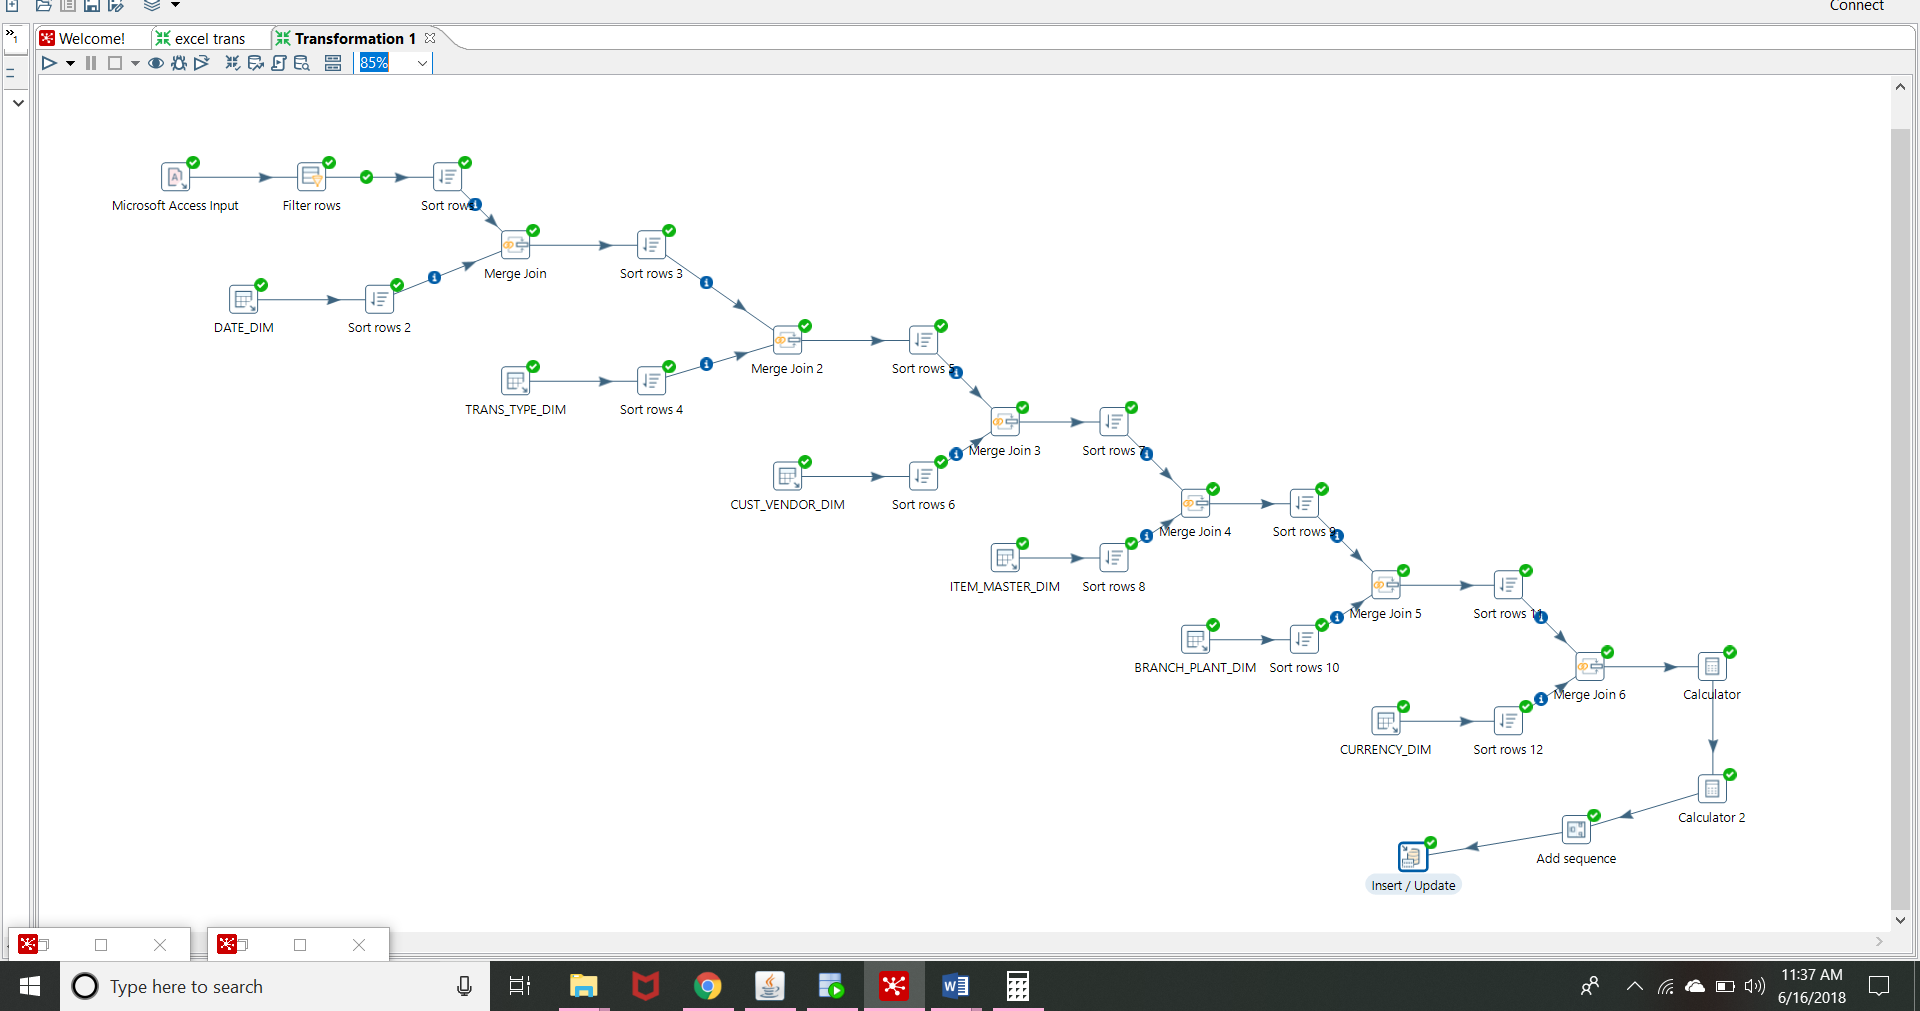 Connect
1
Welcome!
excel trans
Transformation 1
85%
Microsoft Access Input
Filter rows
Sort rows
Merge Join
Sort rows 3
DATE_DIM
Sort rows 2
Merge Join 2
Sort rows 5
TRANS_TYPE_DIM
Sort rows 4
Merge Join 3
Sort rows 7
CUST_VENDOR_DIM
Sort rows 6
Merge Join 4
Sort rows 9
ITEM_MASTER_DIM
Sort rows 8
Merge Join 5
Sort rows 11
BRANCH_PLANT_DIM
Sort rows 10
Merge Join 6
Calculator
CURRENCY_DIM
Sort rows 12
Calculator 2
Add sequence
Insert / Update
Type here to search
11:37 AM
6/16/2018